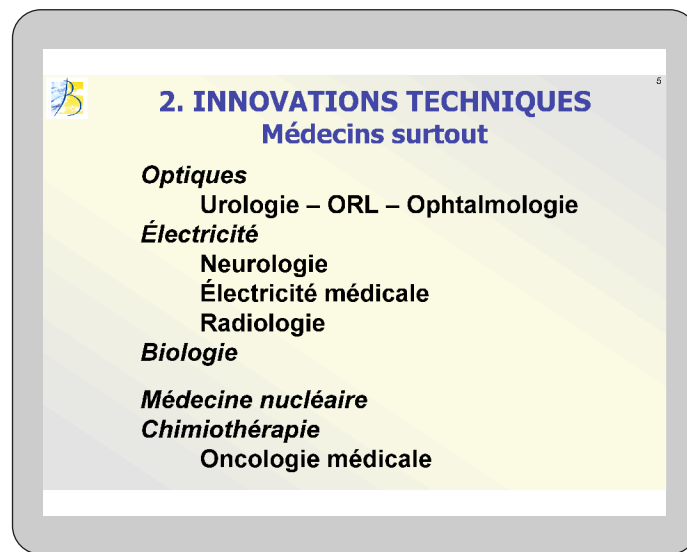 5
2. INNOVATIONS TECHNIQUES
Médecins surtout
Optiques
Urologie – ORL – Ophtalmologie
Électricité
Neurologie
Électricité médicale
Radiologie
Biologie
Médecine nucléaire
Chimiothérapie
Oncologie médicale